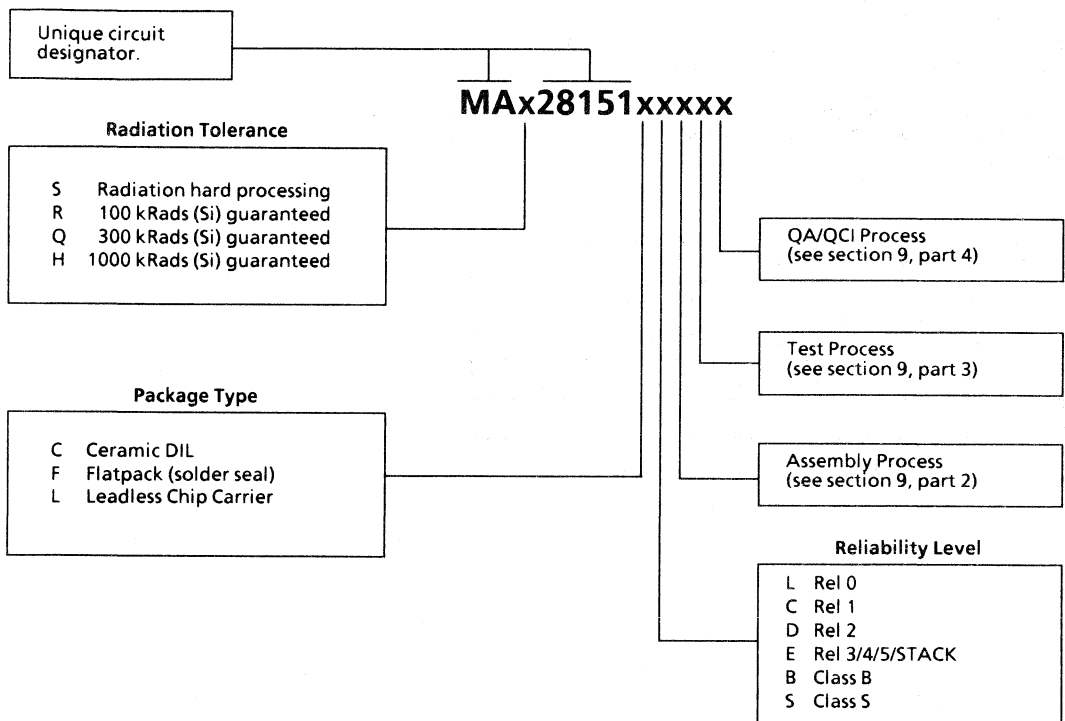 Unique circuit
designator.
MAx28151xxxxx
Radiation Tolerance
S Radiation hard processing
R 100 kRads (Si) guaranteed
Q 300 kRads (Si) guaranteed
H 1000 kRads (Si) guaranteed
Package Type
C Ceramic DIL
F Flatpack (solder seal)
L Leadless Chip Carrier
QA/QCI Process
(see section 9, part 4)
Test Process
(see section 9, part 3)
Assembly Process
(see section 9, part 2)
Reliability Level
L Rel 0
C Rel 1
D Rel 2
E Rel 3/4/5/STACK
B Class B
S Class S